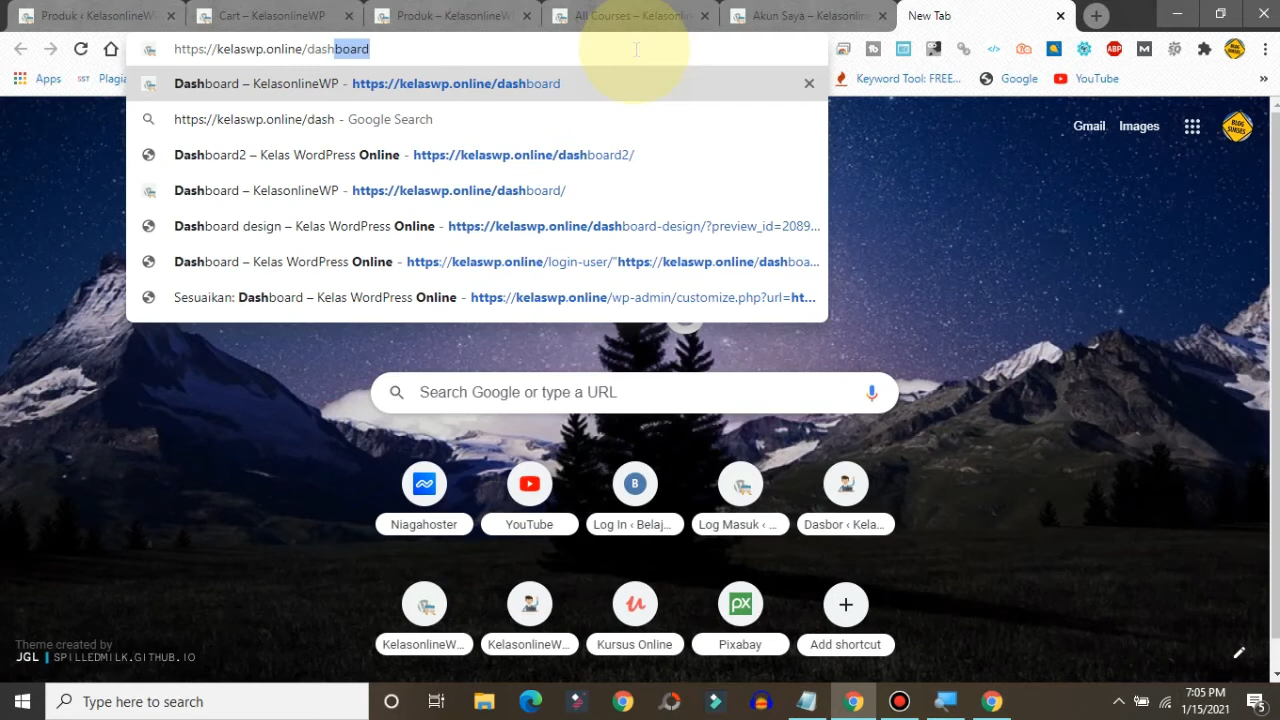 Produk ‹ KelasonlineWP
Cart – KelasonlineWP
Produk – KelasonlineWP
All Courses – Kelasonlin
Akun Saya – Kelasonline
New Tab
https://kelaswp.online/dashboard
Apps
SST Plagia
Keyword Tool: FREE...
Google
YouTube
»
Dashboard – KelasonlineWP - https://kelaswp.online/dashboard
https://kelaswp.online/dash - Google Search
Dashboard2 – Kelas WordPress Online - https://kelaswp.online/dashboard2/
Dashboard – KelasonlineWP - https://kelaswp.online/dashboard/
Dashboard design – Kelas WordPress Online - https://kelaswp.online/dashboard-design/?preview_id=2089...
Dashboard – Kelas WordPress Online - https://kelaswp.online/login-user/"https://kelaswp.online/dashboa...
Sesuaikan: Dashboard – Kelas WordPress Online - https://kelaswp.online/wp-admin/customize.php?url=ht...
Gmail
Images
Search Google or type a URL
Niagahoster
YouTube
Log In ‹ Belaj...
Log Masuk ‹ ...
Dasbor ‹ Kela...
KelasonlineW...
KelasonlineW...
Kursus Online
Pixabay
Add shortcut
Theme created by
JGL | SPILLEDMILK.GITHUB.IO
Type here to search
7:05 PM
1/15/2021
5